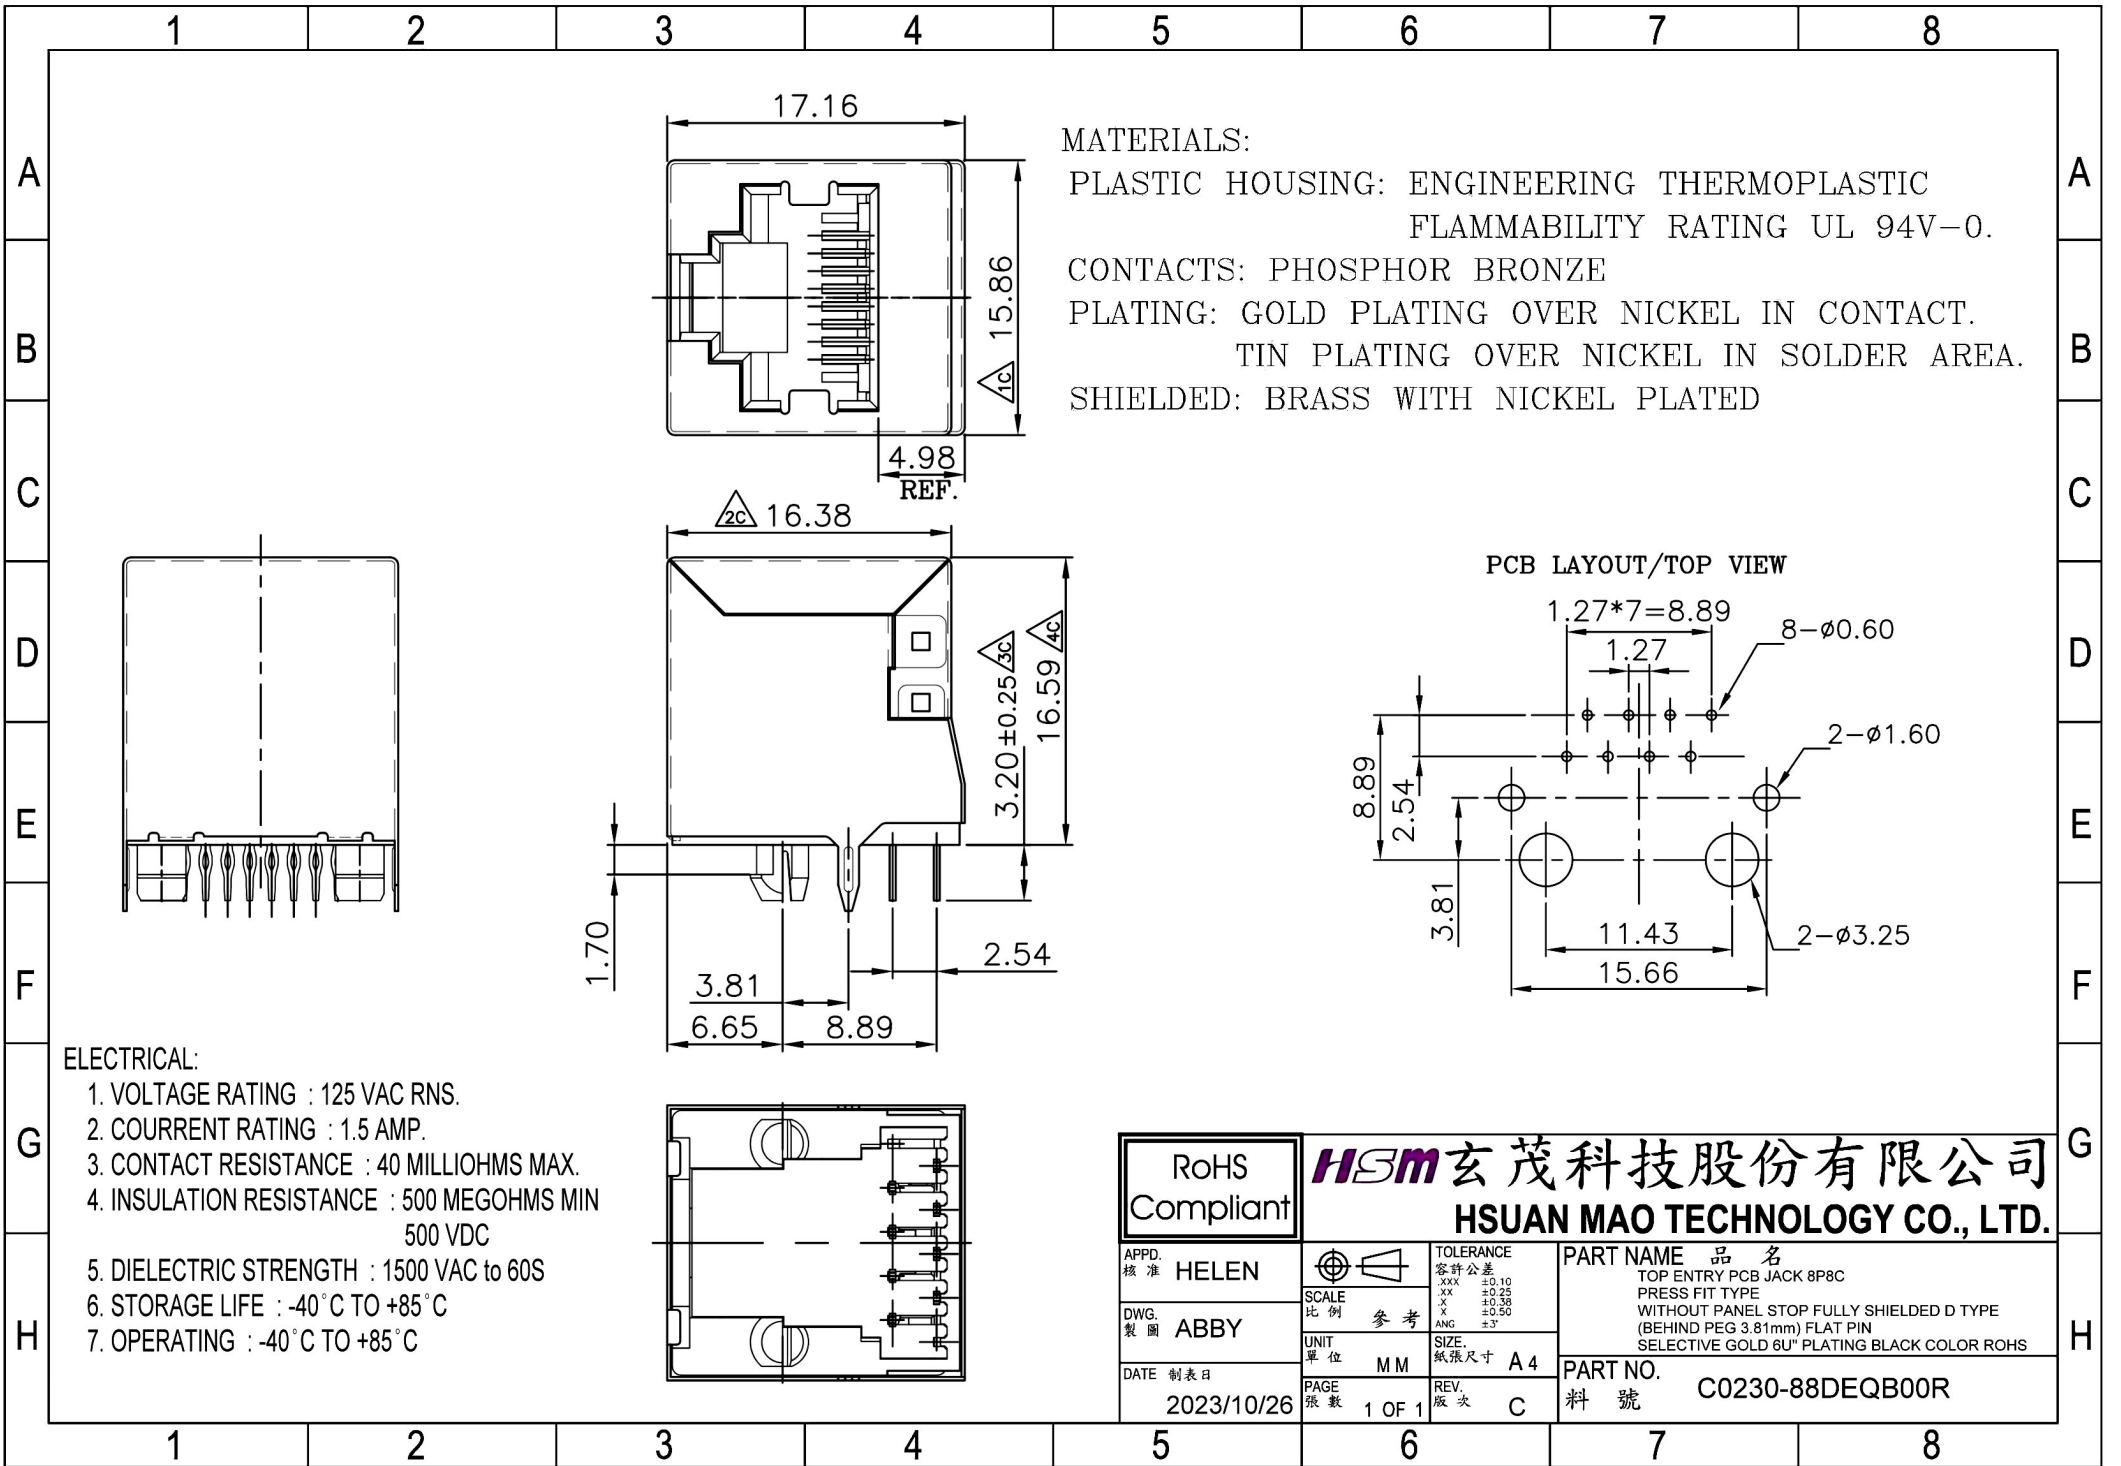 1 2 3 4 5 6 7 8
A A
B B
C C
D D
E E
F F
G G
H H
17.16
15.86
1C
4.98
REF.
MATERIALS:
PLASTIC HOUSING: ENGINEERING THERMOPLASTIC
FLAMMABILITY RATING UL 94V-0.
CONTACTS: PHOSPHOR BRONZE
PLATING: GOLD PLATING OVER NICKEL IN CONTACT.
TIN PLATING OVER NICKEL IN SOLDER AREA.
SHIELDED: BRASS WITH NICKEL PLATED
2C 16.38
3.20±0.25 3C
16.59 4C
1.70
2.54
3.81
6.65 8.89
PCB LAYOUT/TOP VIEW
1.27*7=8.89
1.27
8-ø0.60
2-ø1.60
8.89
2.54
3.81
11.43
15.66
2-ø3.25
ELECTRICAL:
1. VOLTAGE RATING : 125 VAC RNS.
2. COURRENT RATING : 1.5 AMP.
3. CONTACT RESISTANCE : 40 MILLIOHMS MAX.
4. INSULATION RESISTANCE : 500 MEGOHMS MIN
500 VDC
5. DIELECTRIC STRENGTH : 1500 VAC to 60S
6. STORAGE LIFE : -40°C TO +85°C
7. OPERATING : -40°C TO +85°C
RoHS
Compliant
HSM 玄茂科技股份有限公司
HSUAN MAO TECHNOLOGY CO., LTD.
APPD.
核准 HELEN
DWG.
製圖 ABBY
DATE 制表日
2023/10/26
SCALE
比例 參考
UNIT
單位 MM
PAGE
張數 1 OF 1
TOLERANCE
容許公差
.XXX ±0.10
.XX ±0.25
.X ±0.38
X ±0.50
ANG ±3°
SIZE.
紙張尺寸 A4
REV.
版次 C
PART NAME 品名
TOP ENTRY PCB JACK 8P8C
PRESS FIT TYPE
WITHOUT PANEL STOP FULLY SHIELDED D TYPE
(BEHIND PEG 3.81mm) FLAT PIN
SELECTIVE GOLD 6U" PLATING BLACK COLOR ROHS
PART NO.
料號 C0230-88DEQB00R
1 2 3 4 5 6 7 8